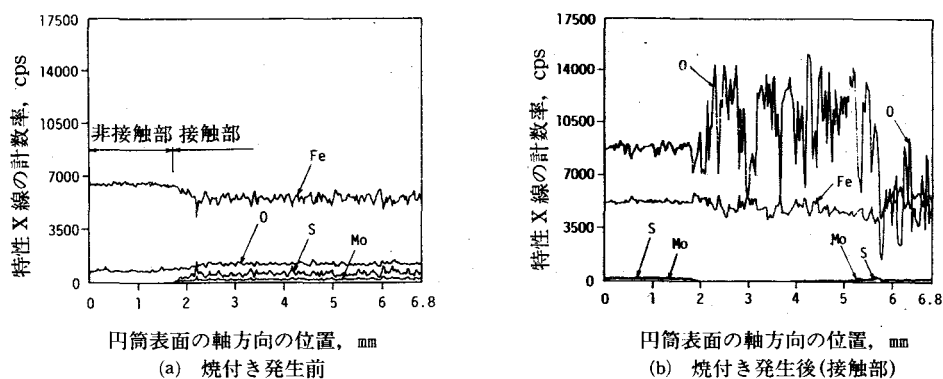 17500
14000
10500
7000
3500
0
特性X線の計数率, cps
非接触部 接触部
Fe
O
S
Mo
0 1 2 3 4 5 6 6.8
円筒表面の軸方向の位置, mm
(a) 焼付き発生前
17500
14000
10500
7000
3500
0
特性X線の計数率, cps
O
O
Fe
S
Mo
Mo
S
0 1 2 3 4 5 6 6.8
円筒表面の軸方向の位置, mm
(b) 焼付き発生後(接触部)